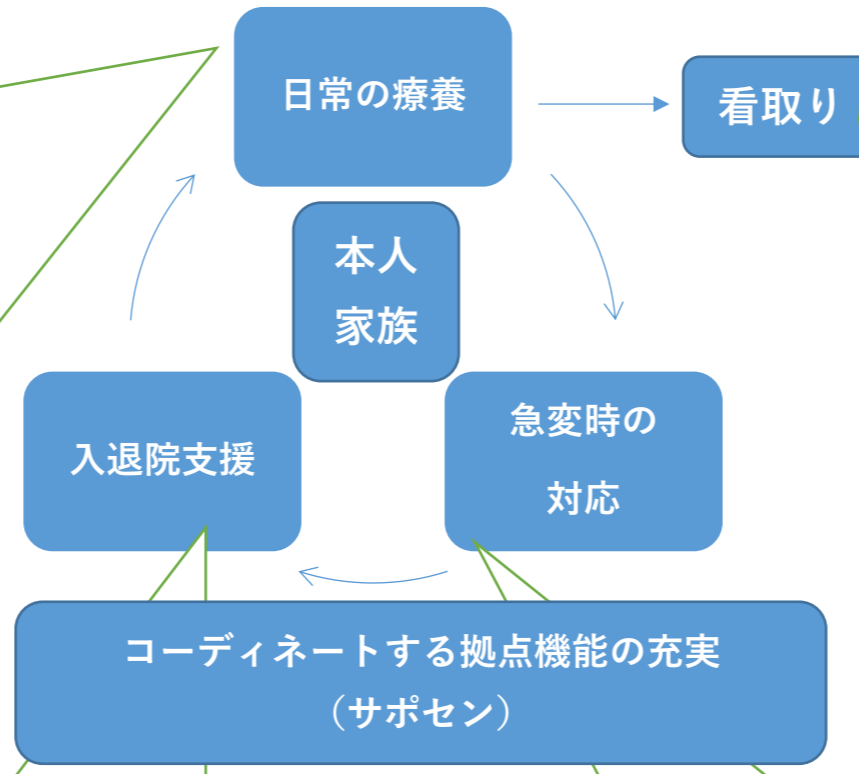 日常の療養
看取り
本人
家族
入退院支援
急変時の
対応
コーディネートする拠点機能の充実
（サポセン）